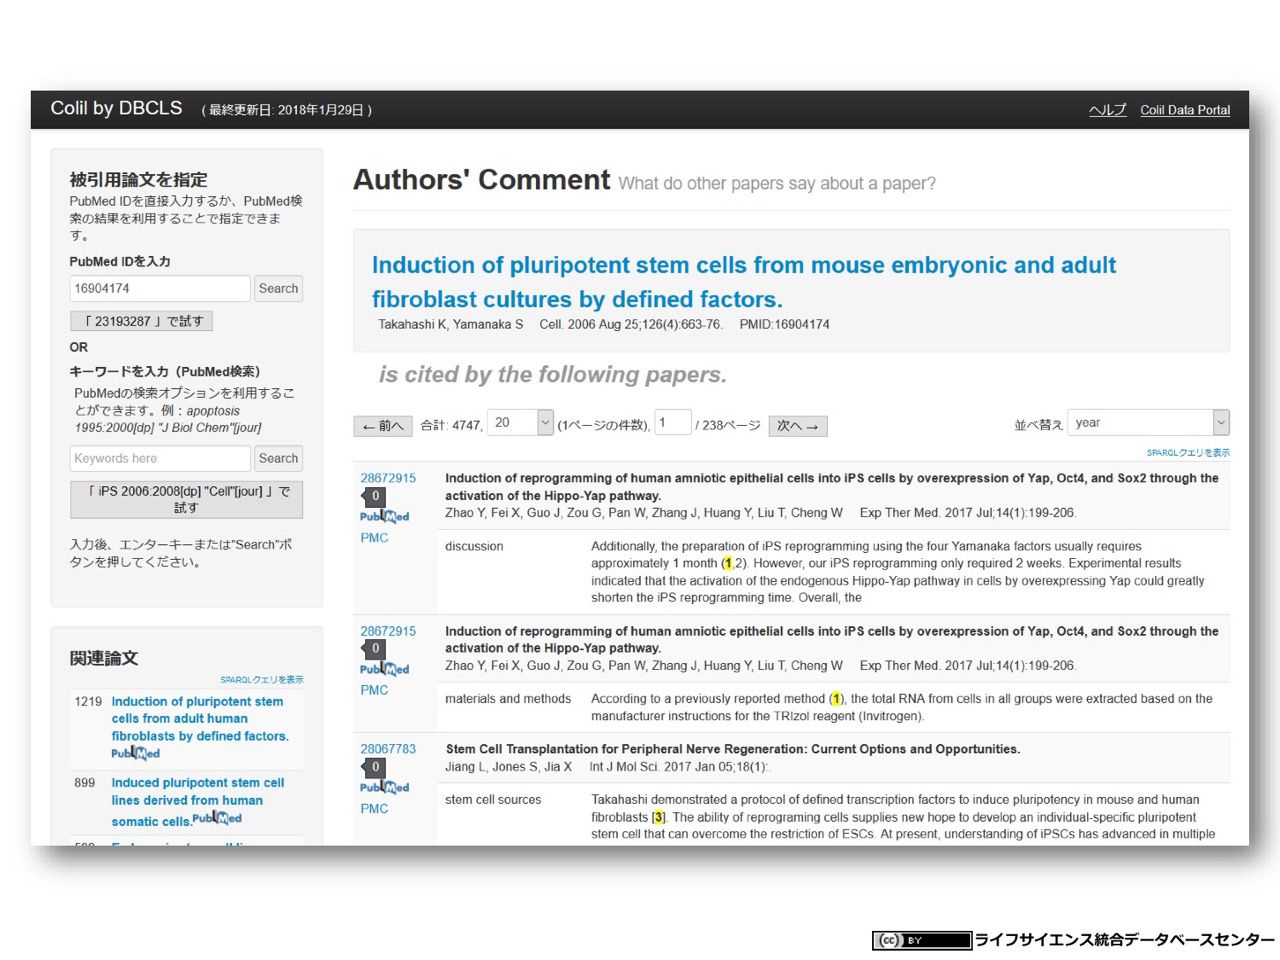 Colil by DBCLS ( 最終更新日: 2018年1月29日 ) ヘルプ Colil Data Portal
被引用論文を指定
PubMed IDを直接入力するか、PubMed検
索の結果を利用することで指定できま
す。
PubMed IDを入力
16904174 Search
「 23193287 」で試す
OR
キーワードを入力（PubMed検索）
PubMedの検索オプションを利用するこ
とができます。例：apoptosis
1995:2000[dp] "J Biol Chem"[jour]
Keywords here Search
「 iPS 2006:2008[dp] "Cell"[jour] 」で
試す
入力後、エンターキーまたは"Search"ボ
タンを押してください。
関連論文
SPARQLクエリを表示
1219 Induction of pluripotent stem
cells from adult human
fibroblasts by defined factors.
PubMed
899 Induced pluripotent stem cell
lines derived from human
somatic cells. PubMed
Authors' Comment What do other papers say about a paper?
Induction of pluripotent stem cells from mouse embryonic and adult
fibroblast cultures by defined factors.
Takahashi K, Yamanaka S Cell. 2006 Aug 25;126(4):663-76. PMID:16904174
is cited by the following papers.
← 前へ 合計: 4747, 20 (1ページの件数), 1 / 238ページ 次へ → 並べ替え year
SPARQLクエリを表示
28672915
0
PubMed
PMC
Induction of reprogramming of human amniotic epithelial cells into iPS cells by overexpression of Yap, Oct4, and Sox2 through the
activation of the Hippo-Yap pathway.
Zhao Y, Fei X, Guo J, Zou G, Pan W, Zhang J, Huang Y, Liu T, Cheng W Exp Ther Med. 2017 Jul;14(1):199-206.
discussion
Additionally, the preparation of iPS reprogramming using the four Yamanaka factors usually requires
approximately 1 month (1,2). However, our iPS reprogramming only required 2 weeks. Experimental results
indicated that the activation of the endogenous Hippo-Yap pathway in cells by overexpressing Yap could greatly
shorten the iPS reprogramming time. Overall, the
28672915
0
PubMed
PMC
Induction of reprogramming of human amniotic epithelial cells into iPS cells by overexpression of Yap, Oct4, and Sox2 through the
activation of the Hippo-Yap pathway.
Zhao Y, Fei X, Guo J, Zou G, Pan W, Zhang J, Huang Y, Liu T, Cheng W Exp Ther Med. 2017 Jul;14(1):199-206.
materials and methods
According to a previously reported method (1), the total RNA from cells in all groups were extracted based on the
manufacturer instructions for the TRIzol reagent (Invitrogen).
28067783
0
PubMed
PMC
Stem Cell Transplantation for Peripheral Nerve Regeneration: Current Options and Opportunities.
Jiang L, Jones S, Jia X Int J Mol Sci. 2017 Jan 05;18(1):.
stem cell sources
Takahashi demonstrated a protocol of defined transcription factors to induce pluripotency in mouse and human
fibroblasts [3]. The ability of reprograming cells supplies new hope to develop an individual-specific pluripotent
stem cell that can overcome the restriction of ESCs. At present, understanding of iPSCs has advanced in multiple
cc BY ライフサイエンス統合データベースセンター